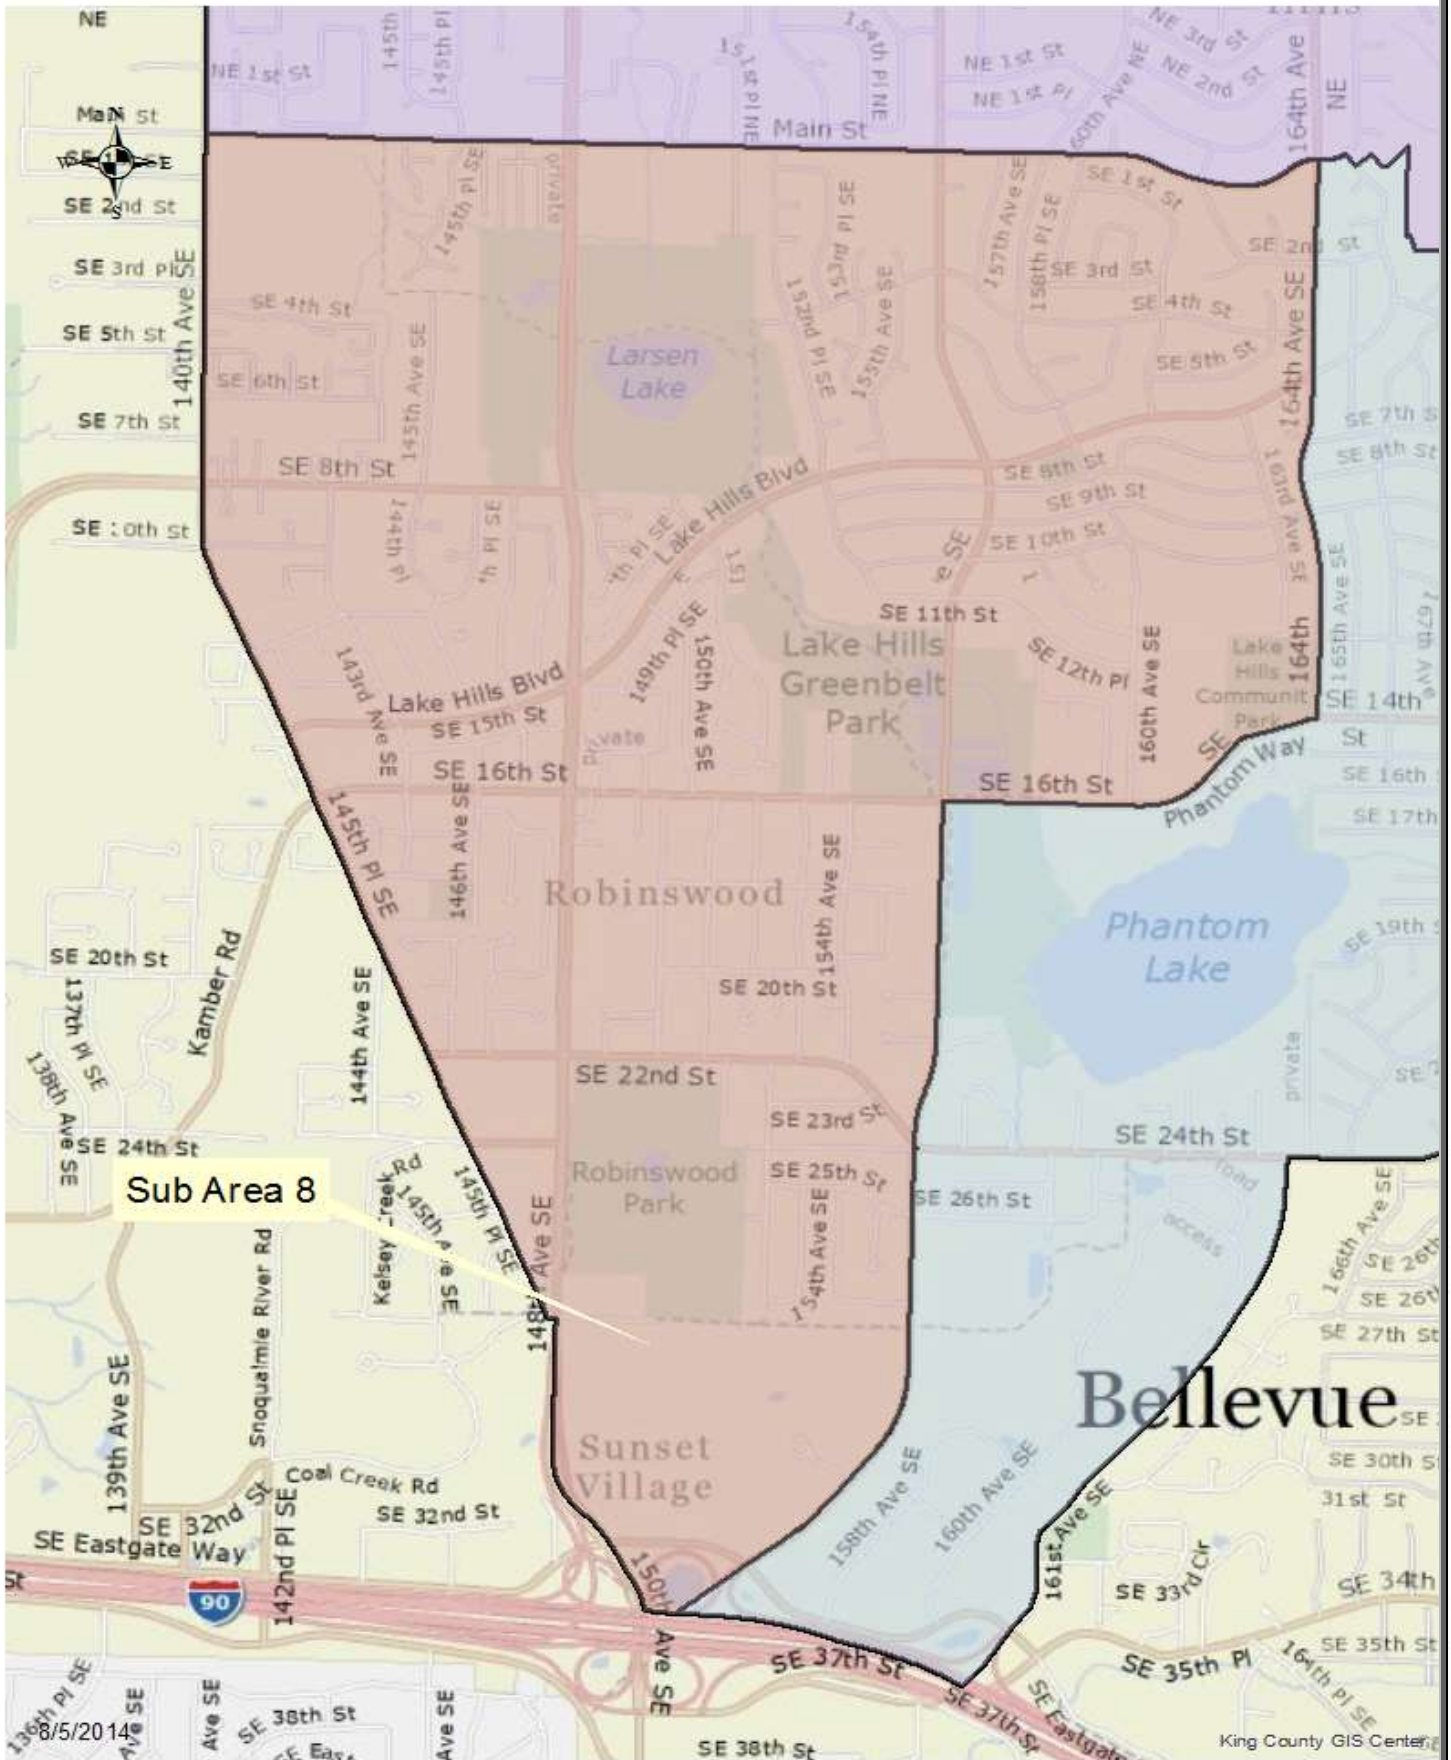 NE
NE 1st St
145th
145th Pl
151st Pl NE
154th Pl NE
NE 1st St
NE 1st Pl
60th Ave NE
NE 3rd St
NE 2nd St
164th Ave
NE
Main St
Main St
N
W
E
S
SE 2nd St
SE 3rd Pl
SE 5th St
SE 7th St
140th Ave SE
145th Pl SE
private
153rd Pl SE
152nd Pl SE
155th Ave SE
157th Ave SE
158th Pl SE
SE 1st St
SE 2nd St
SE 3rd St
SE 4th St
SE 5th St
164th Ave SE
SE 4th St
SE 6th St
145th Ave SE
Larsen
Lake
SE 7th S
SE 8th St
SE 8th St
Lake Hills Blvd
SE 8th St
SE 9th St
SE 10th St
163rd Ave St
144th Pl
th Pl SE
th Pl SE
151
e SE
165th Ave SE
167th Ave
SE 11th St
Lake Hills
Greenbelt
Park
SE 12th Pl
160th Ave SE
Lake
Hills
Communit
Park
164th
SE 14th
St
143rd Ave SE
Lake Hills Blvd
SE 15th St
149th Pl SE
150th Ave SE
private
SE 16th St
SE 16th St
SE
Phantom Way
SE 16th
SE 17th
145th Pl SE
146th Ave SE
Robinswood
154th Ave SE
Phantom
Lake
SE 19th
SE 20th St
Kamber Rd
137th Pl SE
138th Ave SE
144th Ave SE
SE 20th St
private
SE 22nd St
SE 23rd St
SE 24th St
SE 24th St
Sub Area 8
Kelsey Creek Rd
145th Ave SE
145th Pl SE
Robinswood
Park
SE 25th St
SE 26th St
154th Ave SE
road
access
166th Ave SE
SE 26th
SE 26th
SE 27th St
148th Ave SE
Snoqualmie River Rd
139th Ave SE
Bellevue
SE
Sunset
Village
158th Ave SE
160th Ave SE
SE 30th S
31st St
Coal Creek Rd
SE 32nd St
SE 32nd St
SE Eastgate Way
142nd Pl SE
161st Ave SE
SE 33rd Cir
SE 34th
St
90
150th
Ave SE
SE 37th St
SE 35th Pl
SE 35th St
164th Pl SE
136th Pl SE
Ave SE
Ave SE
SE 38th St
Ave SE
SE 37th St
SE Eastgate
8/5/2014
SE 38th St
King County GIS Center